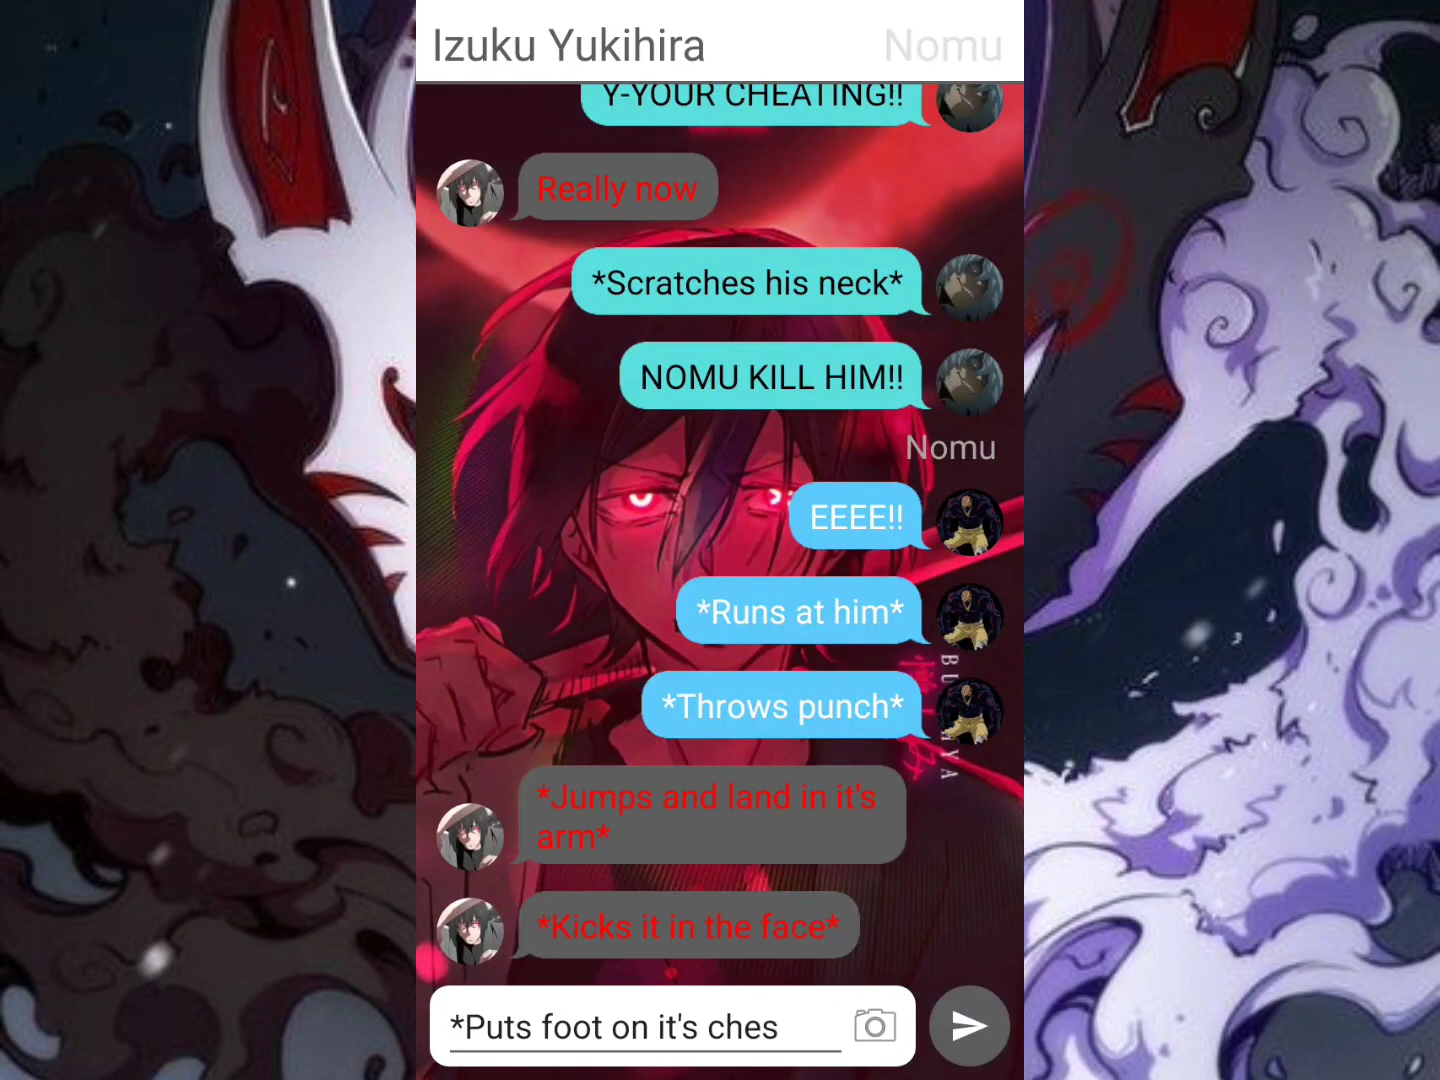 Izuku Yukihira
Nomu
Y-YOUR CHEATING!!
Really now
*Scratches his neck*
NOMU KILL HIM!!
Nomu
EEEE!!
*Runs at him*
*Throws punch*
*Jumps and land in it's
arm*
*Kicks it in the face*
*Puts foot on it's ches